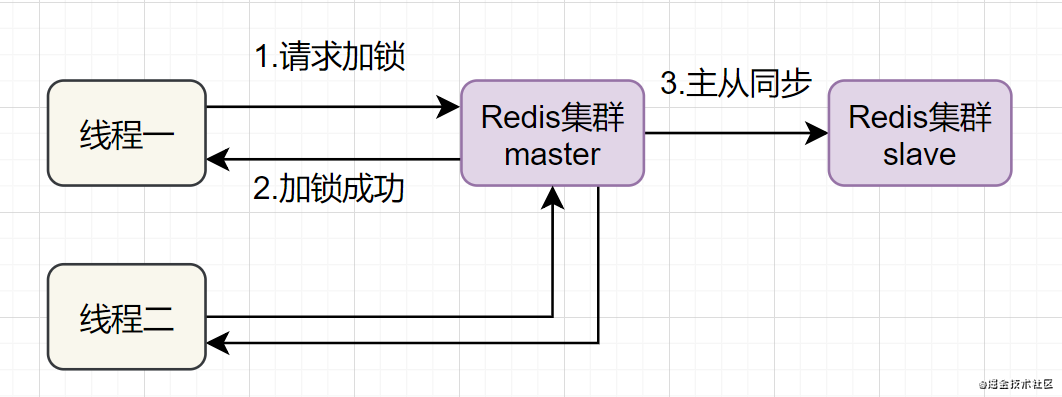 1.请求加锁
3.主从同步
线程一
Redis集群
master
Redis集群
slave
2.加锁成功
线程二
@掘金技术社区